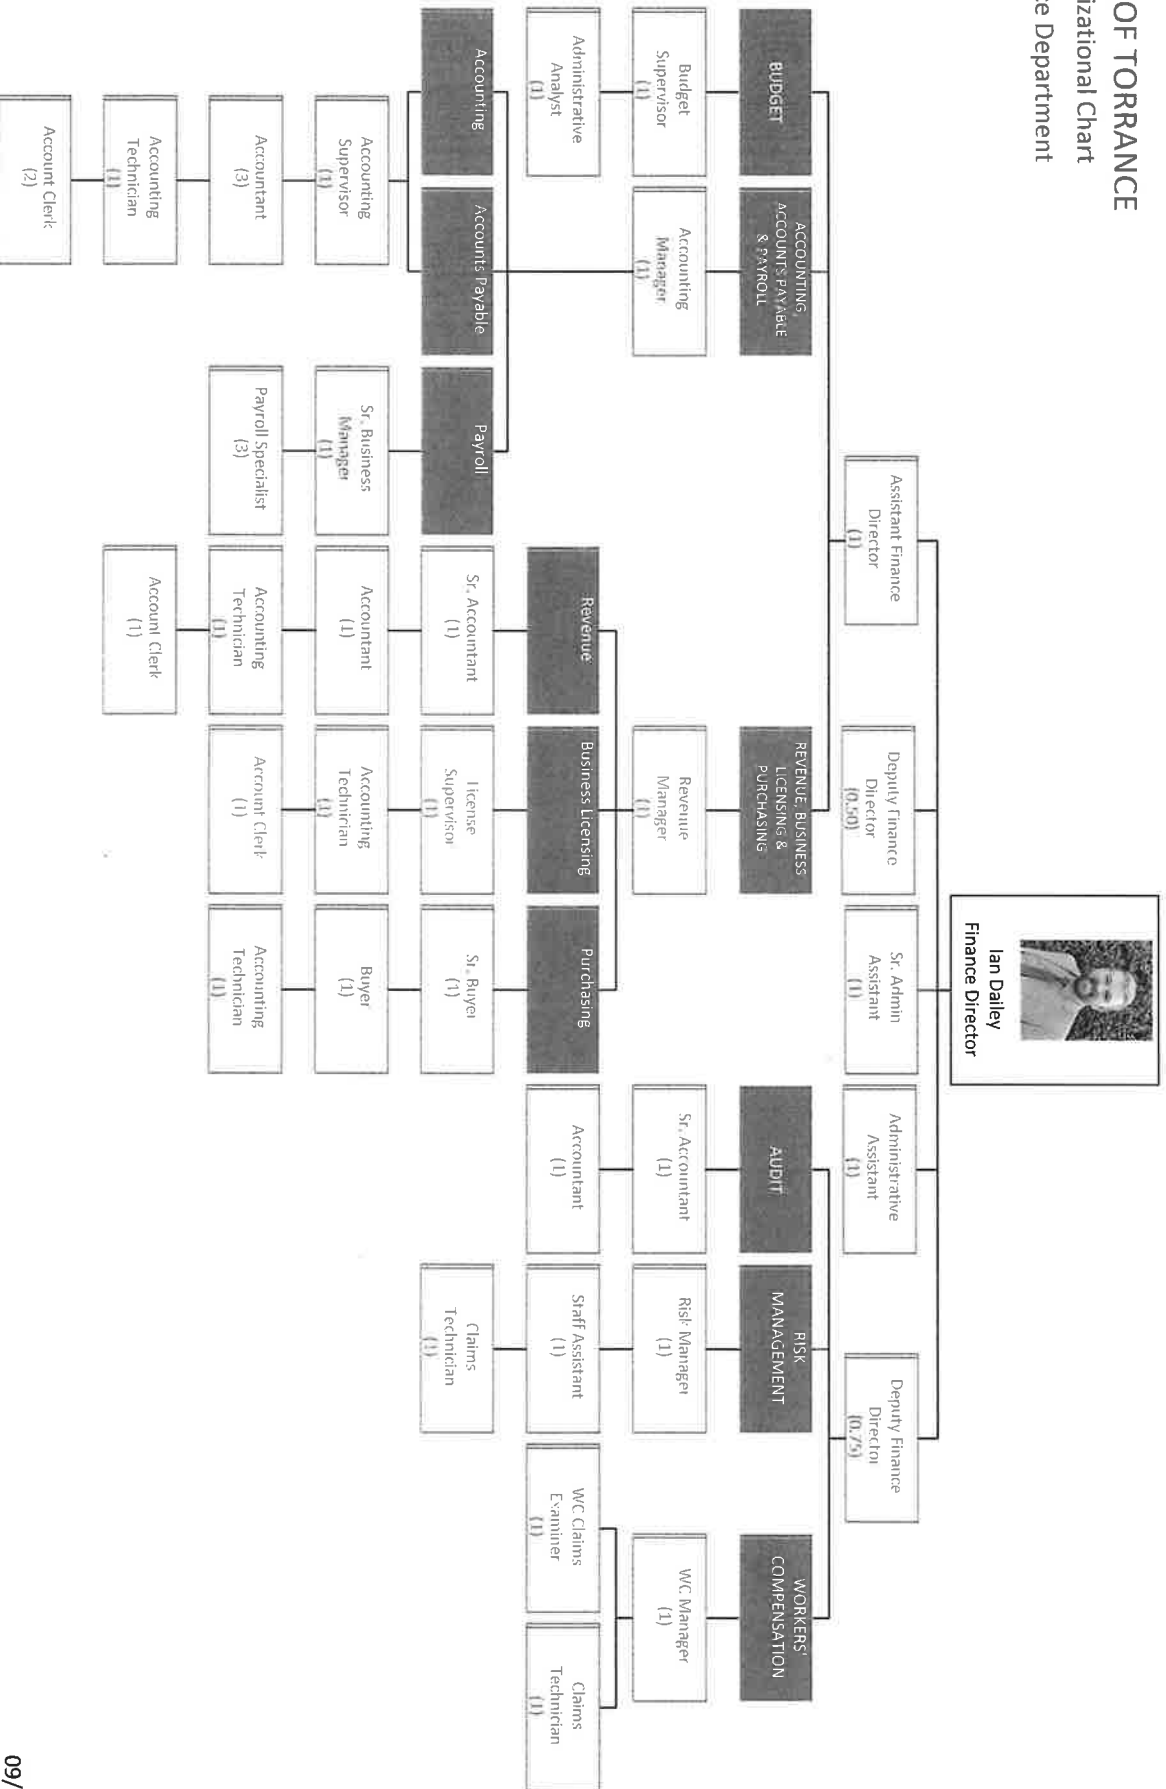 OF TORRANCE
izational Chart
ce Department
Ian Dailey
Finance Director
Assistant Finance
Director
(1)
Deputy Finance
Director
(0.50)
Sr. Admin
Assistant
(1)
Administrative
Assistant
(1)
Deputy Finance
Director
(0.75)
BUDGET
ACCOUNTING,
ACCOUNTS PAYABLE
& PAYROLL
REVENUE, BUSINESS
LICENSING &
PURCHASING
AUDIT
RISK
MANAGEMENT
WORKERS'
COMPENSATION
Budget
Supervisor
(1)
Accounting
Manager
(1)
Revenue
Manager
(1)
Sr. Accountant
(1)
Risk Manager
(1)
WC Manager
(1)
Administrative
Analyst
(1)
Revenue
Business Licensing
Purchasing
Accountant
(1)
Staff Assistant
(1)
WC Claims
Examiner
(1)
Claims
Technician
(1)
Accounting
Accounts Payable
Payroll
Sr. Accountant
(1)
License
Supervisor
(1)
Sr. Buyer
(1)
Claims
Technician
(1)
Accounting
Supervisor
(1)
Sr. Business
Manager
(1)
Accountant
(1)
Accounting
Technician
(1)
Buyer
(1)
Accountant
(3)
Payroll Specialist
(3)
Accounting
Technician
(1)
Account Clerk
(1)
Accounting
Technician
(1)
Accounting
Technician
(1)
Account Clerk
(1)
Account Clerk
(2)
09/